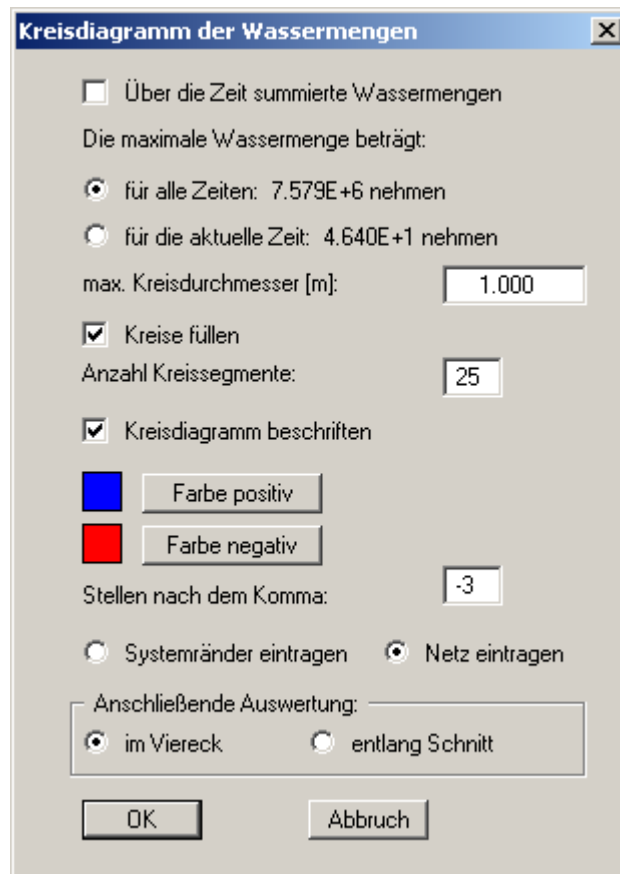 Kreisdiagramm der Wassermengen
Über die Zeit summierte Wassermengen
Die maximale Wassermenge beträgt:
für alle Zeiten: 7.579E+6 nehmen
für die aktuelle Zeit: 4.640E+1 nehmen
max. Kreisdurchmesser [m]: 1.000
Kreise füllen
Anzahl Kreissegmente: 25
Kreisdiagramm beschriften
Farbe positiv
Farbe negativ
Stellen nach dem Komma: -3
Systemränder eintragen Netz eintragen
Anschließende Auswertung:
im Viereck entlang Schnitt
OK Abbruch